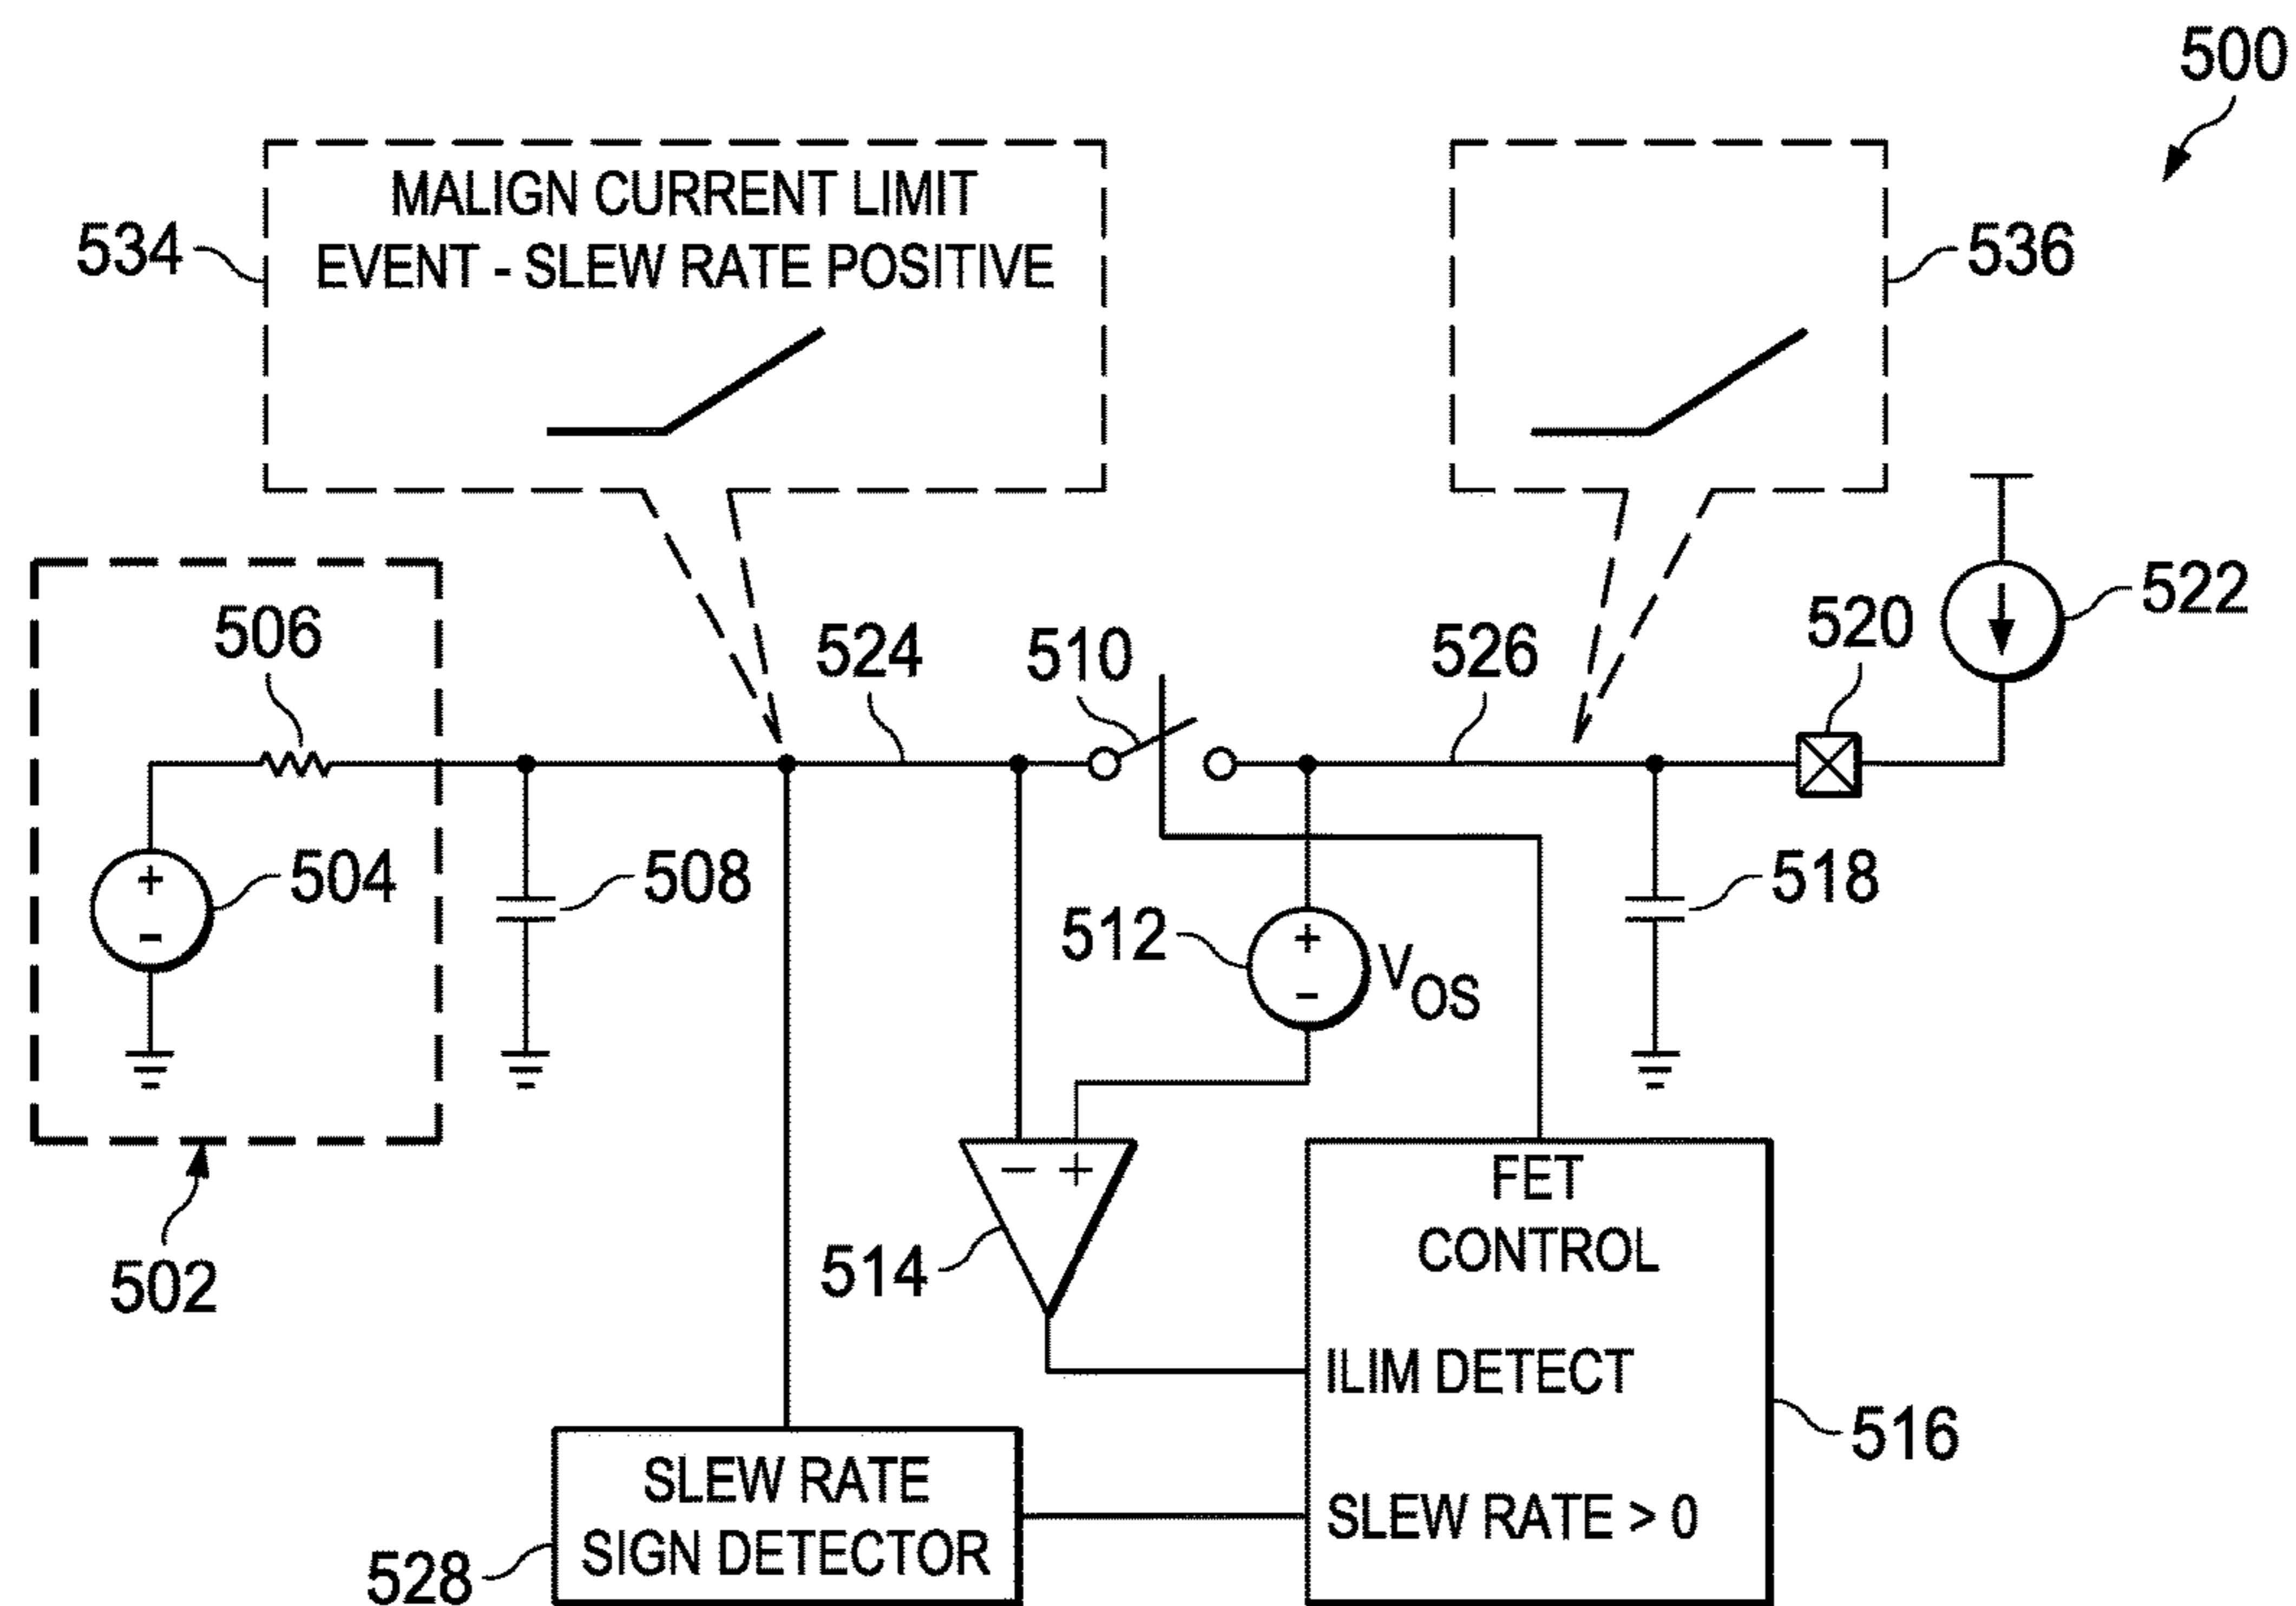 500
MALIGN CURRENT LIMIT
EVENT - SLEW RATE POSITIVE
534
536
506
524
510
526
520
522
504
508
512
+
-
V_OS
518
- +
514
502
FET
CONTROL
ILIM DETECT
SLEW RATE > 0
516
SLEW RATE
SIGN DETECTOR
528